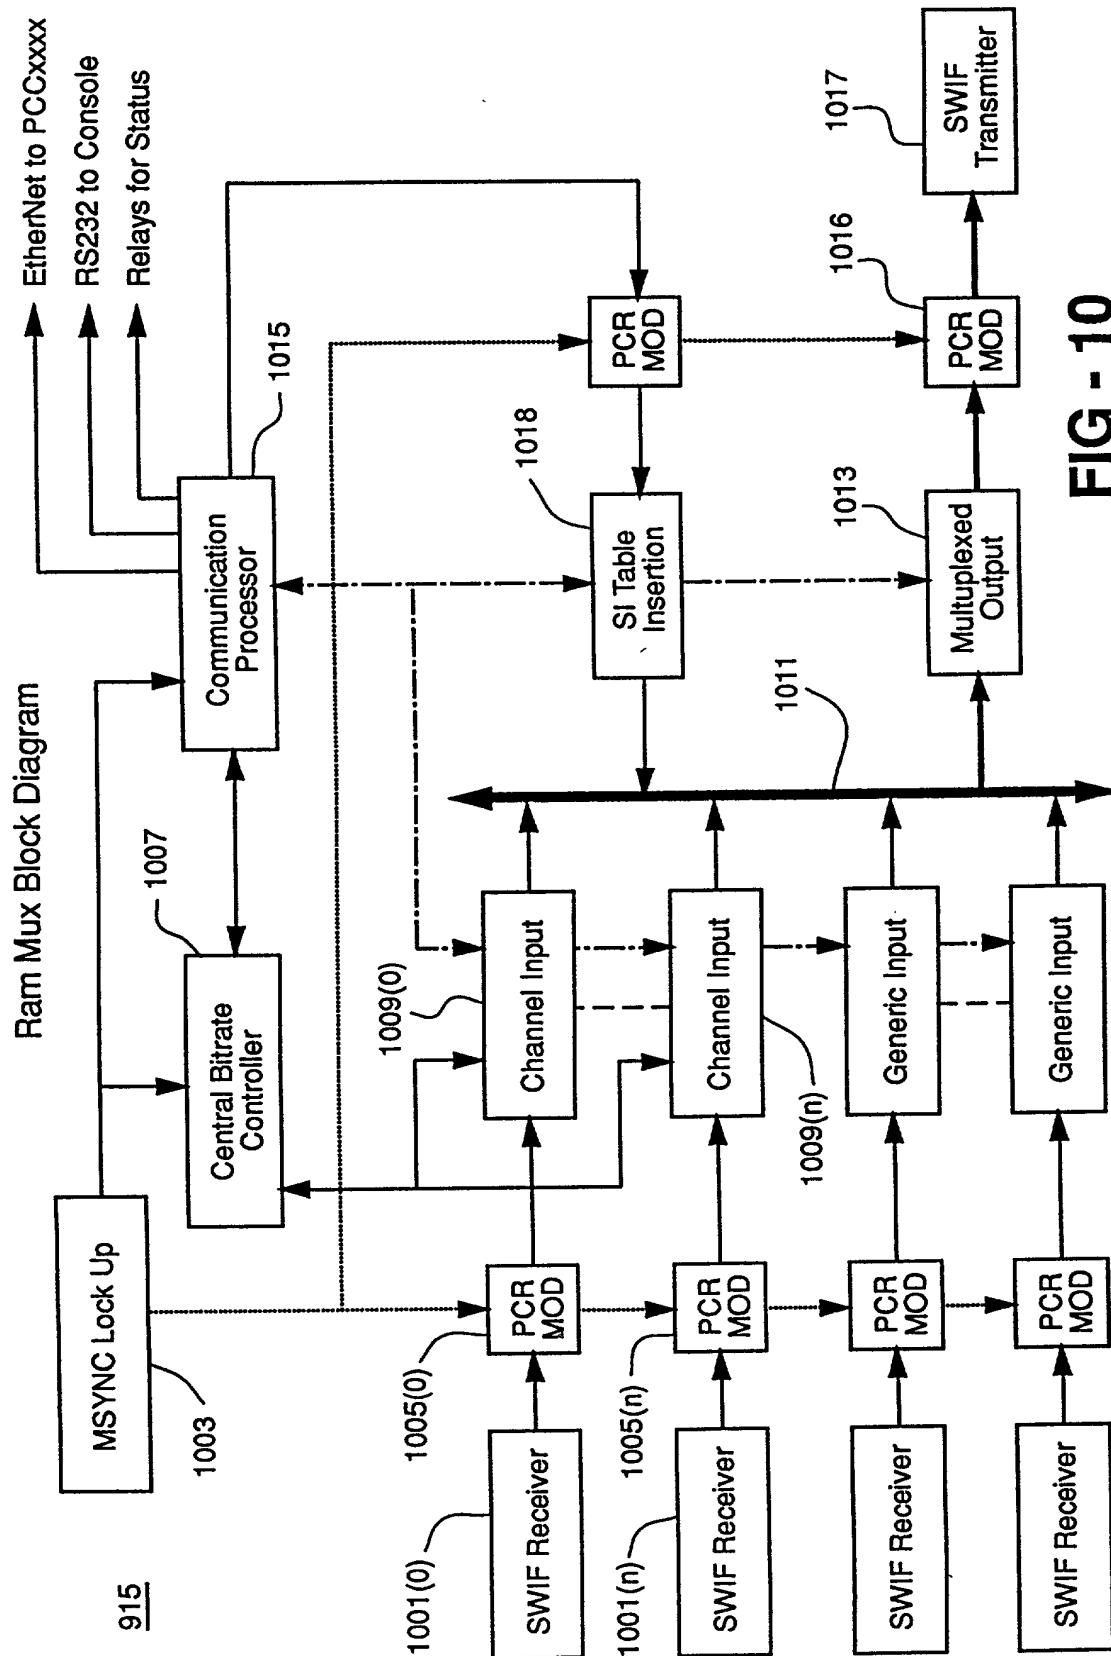 Ram Mux Block Diagram
915
EtherNet to PCCxxxx
RS232 to Console
Relays for Status
MSYNC Lock Up
1003
Central Bitrate
Controller
1007
Communication
Processor
1015
1001(0)
SWIF Receiver
1005(0)
PCR
MOD
1009(0)
Channel Input
1001(n)
SWIF Receiver
1005(n)
PCR
MOD
Channel Input
1009(n)
SWIF Receiver
PCR
MOD
Generic Input
SWIF Receiver
PCR
MOD
Generic Input
1011
SI Table
Insertion
1018
PCR
MOD
Multuplexed
Output
1013
PCR
MOD
1016
SWIF
Transmitter
1017
FIG - 10